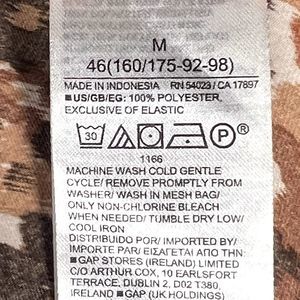 M
46(160/175-92-98)
MADE IN INDONESIA RN 54023 / CA 17897
■US/GB/EG: 100% POLYESTER,
EXCLUSIVE OF ELASTIC
30 P
1166
MACHINE WASH COLD GENTLE
CYCLE/ REMOVE PROMPTLY FROM
WASHER/ WASH IN MESH BAG/
ONLY NON-CHLORINE BLEACH
WHEN NEEDED/ TUMBLE DRY LOW/
COOL IRON
DISTRIBUIDO POR/ IMPORTED BY/
IMPORTE PAR/ EISAGETAI APO:
■GAP STORES (IRELAND) LIMITED
C/O ARTHUR COX, 10 EARLSFORT
TERRACE, DUBLIN 2, D02 T380,
IRELAND ■GAP (UK HOLDINGS)